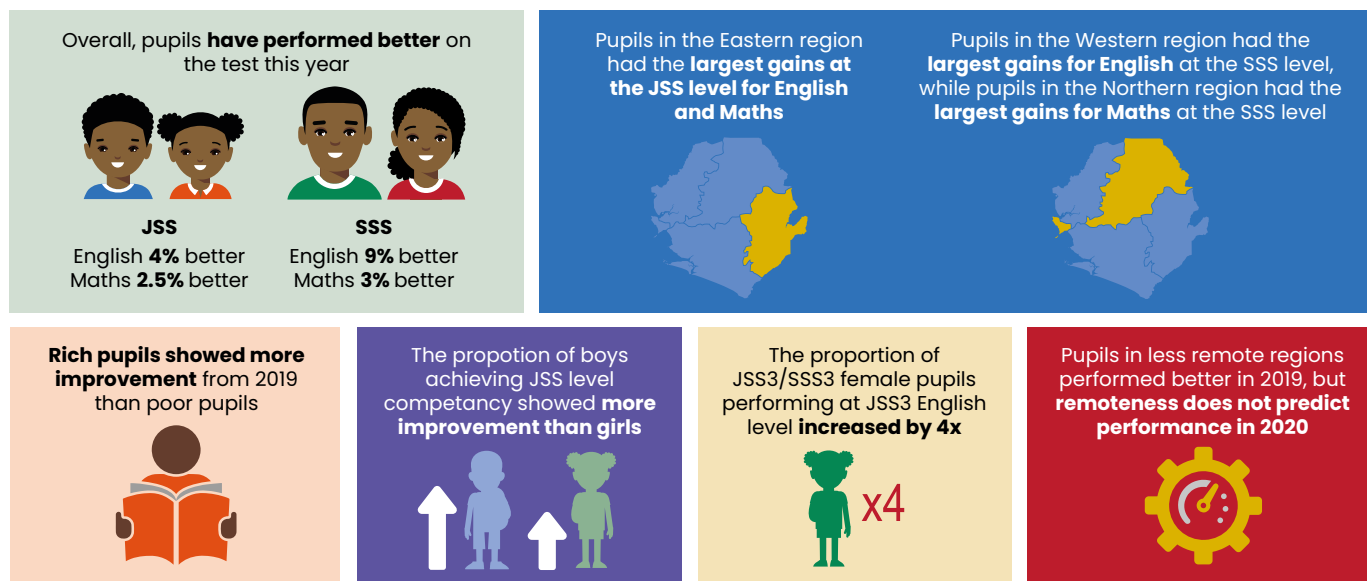 Overall, pupils have performed better on
the test this year
JSS
English 4% better
Maths 2.5% better
SSS
English 9% better
Maths 3% better
Pupils in the Eastern region
had the largest gains at
the JSS level for English
and Maths
Pupils in the Western region had the
largest gains for English at the SSS level,
while pupils in the Northern region had the
largest gains for Maths at the SSS level
Rich pupils showed more
improvement from 2019
than poor pupils
The propotion of boys
achieving JSS level
competancy showed more
improvement than girls
The proportion of
JSS3/SSS3 female pupils
performing at JSS3 English
level increased by 4x
x4
Pupils in less remote regions
performed better in 2019, but
remoteness does not predict
performance in 2020